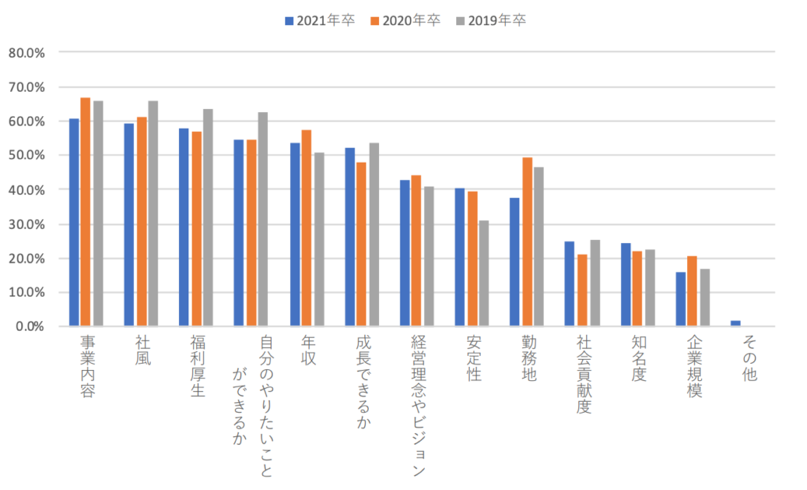 2021年卒 2020年卒 2019年卒
80.0%
70.0%
60.0%
50.0%
40.0%
30.0%
20.0%
10.0%
0.0%
事業内容
社風
福利厚生
自分のやりたいこと
ができるか
年収
成長できるか
経営理念やビジョン
安定性
勤務地
社会貢献度
知名度
企業規模
その他